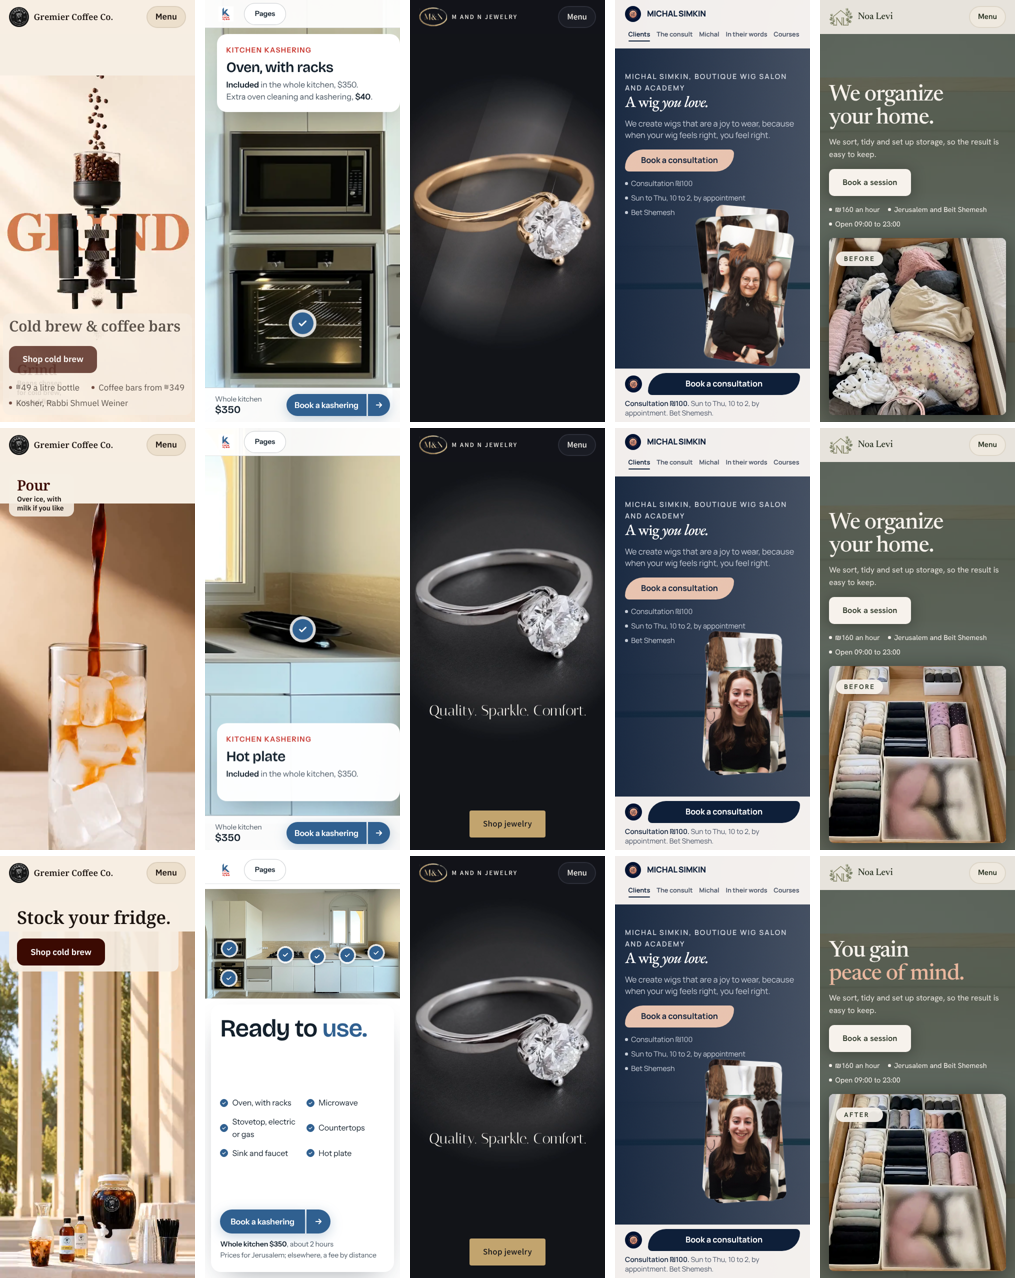 Gremier Coffee Co.
Menu
GRIND
Cold brew & coffee bars
Shop cold brew
Grind
₪49 a litre bottle
Coffee bars from ₪349
Kosher, Rabbi Shmuel Weiner
Pages
KITCHEN KASHERING
Oven, with racks
Included in the whole kitchen, $350.
Extra oven cleaning and kashering, $40.
Whole kitchen
$350
Book a kashering
M&N
M AND N JEWELRY
Menu
MICHAL SIMKIN
Clients
The consult
Michal
In their words
Courses
MICHAL SIMKIN, BOUTIQUE WIG SALON
AND ACADEMY
A wig you love.
We create wigs that are a joy to wear, because
when your wig feels right, you feel right.
Book a consultation
Consultation ₪100
Sun to Thu, 10 to 2, by appointment
Bet Shemesh
Book a consultation
Consultation ₪100. Sun to Thu, 10 to 2, by
appointment. Bet Shemesh.
Noa Levi
Menu
We organize
your home.
We sort, tidy and set up storage, so the result is
easy to keep.
Book a session
₪160 an hour
Jerusalem and Beit Shemesh
Open 09:00 to 23:00
BEFORE
Gremier Coffee Co.
Menu
Pour
Over ice, with
milk if you like
Pages
KITCHEN KASHERING
Hot plate
Included in the whole kitchen, $350.
Whole kitchen
$350
Book a kashering
M&N
M AND N JEWELRY
Menu
Quality. Sparkle. Comfort.
Shop jewelry
MICHAL SIMKIN
Clients
The consult
Michal
In their words
Courses
MICHAL SIMKIN, BOUTIQUE WIG SALON
AND ACADEMY
A wig you love.
We create wigs that are a joy to wear, because
when your wig feels right, you feel right.
Book a consultation
Consultation ₪100
Sun to Thu, 10 to 2, by appointment
Bet Shemesh
Book a consultation
Consultation ₪100. Sun to Thu, 10 to 2, by
appointment. Bet Shemesh.
Noa Levi
Menu
We organize
your home.
We sort, tidy and set up storage, so the result is
easy to keep.
Book a session
₪160 an hour
Jerusalem and Beit Shemesh
Open 09:00 to 23:00
BEFORE
Gremier Coffee Co.
Menu
Stock your fridge.
Shop cold brew
Pages
Ready to use.
Oven, with racks
Microwave
Stovetop, electric
or gas
Countertops
Sink and faucet
Hot plate
Book a kashering
Whole kitchen $350, about 2 hours
Prices for Jerusalem; elsewhere, a fee by distance
M&N
M AND N JEWELRY
Menu
Quality. Sparkle. Comfort.
Shop jewelry
MICHAL SIMKIN
Clients
The consult
Michal
In their words
Courses
MICHAL SIMKIN, BOUTIQUE WIG SALON
AND ACADEMY
A wig you love.
We create wigs that are a joy to wear, because
when your wig feels right, you feel right.
Book a consultation
Consultation ₪100
Sun to Thu, 10 to 2, by appointment
Bet Shemesh
Book a consultation
Consultation ₪100. Sun to Thu, 10 to 2, by
appointment. Bet Shemesh.
Noa Levi
Menu
You gain
peace of mind.
We sort, tidy and set up storage, so the result is
easy to keep.
Book a session
₪160 an hour
Jerusalem and Beit Shemesh
Open 09:00 to 23:00
AFTER